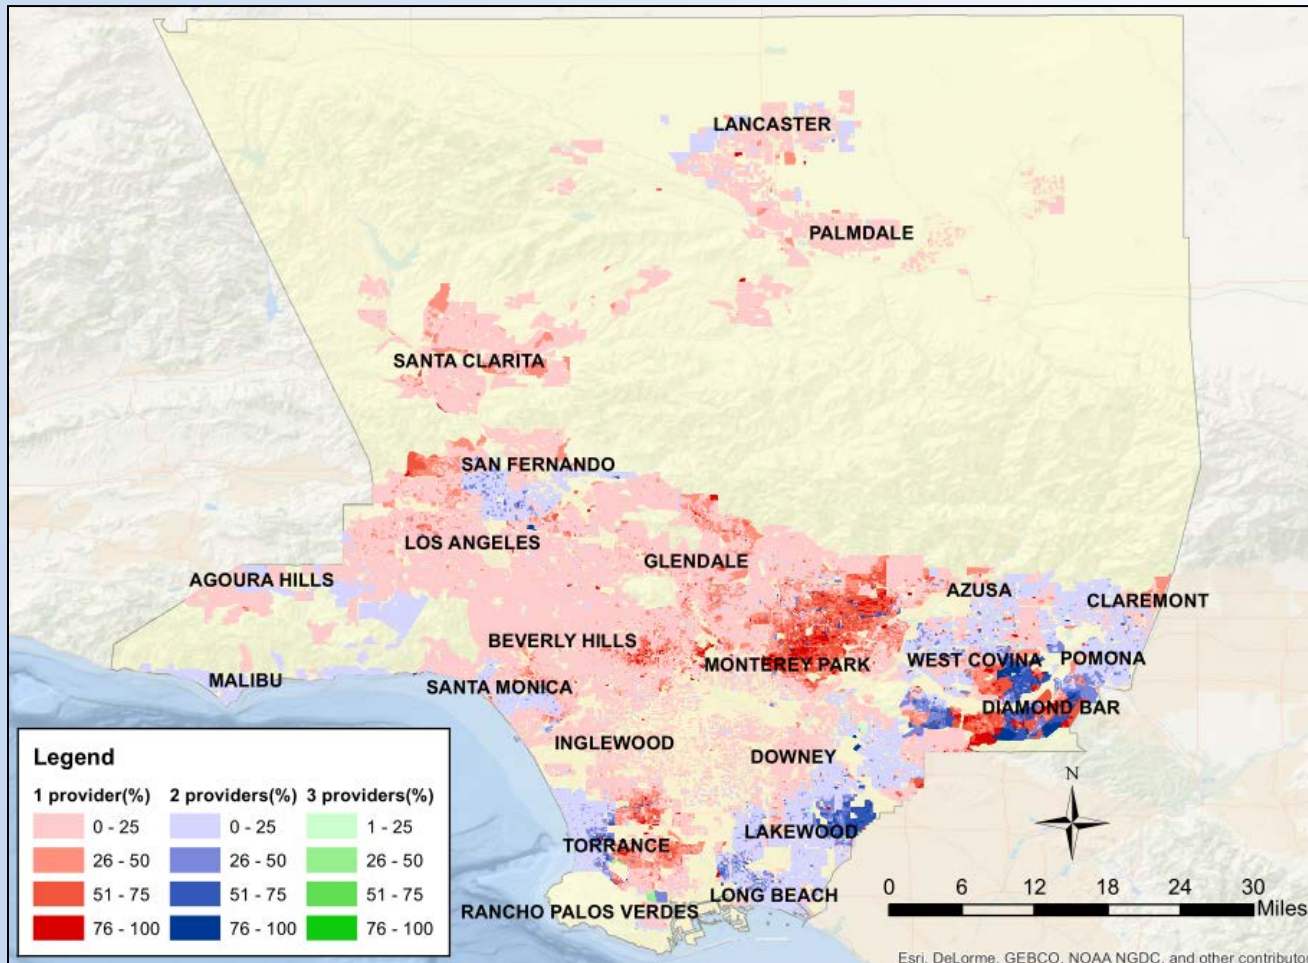 LANCASTER
PALMDALE
SANTA CLARITA
SAN FERNANDO
LOS ANGELES
GLENDALE
AGOURA HILLS
AZUSA
CLAREMONT
BEVERLY HILLS
MONTEREY PARK
WEST COVINA
POMONA
MALIBU
SANTA MONICA
DIAMOND BAR
INGLEWOOD
DOWNEY
LAKEWOOD
TORRANCE
LONG BEACH
RANCHO PALOS VERDES
Legend
1 provider(%) 2 providers(%) 3 providers(%)
0 - 25 0 - 25 1 - 25
26 - 50 26 - 50 26 - 50
51 - 75 51 - 75 51 - 75
76 - 100 76 - 100 76 - 100
N
0 6 12 18 24 30
Miles
Esri, DeLorme, GEBCO, NOAA NGDC, and other contributor